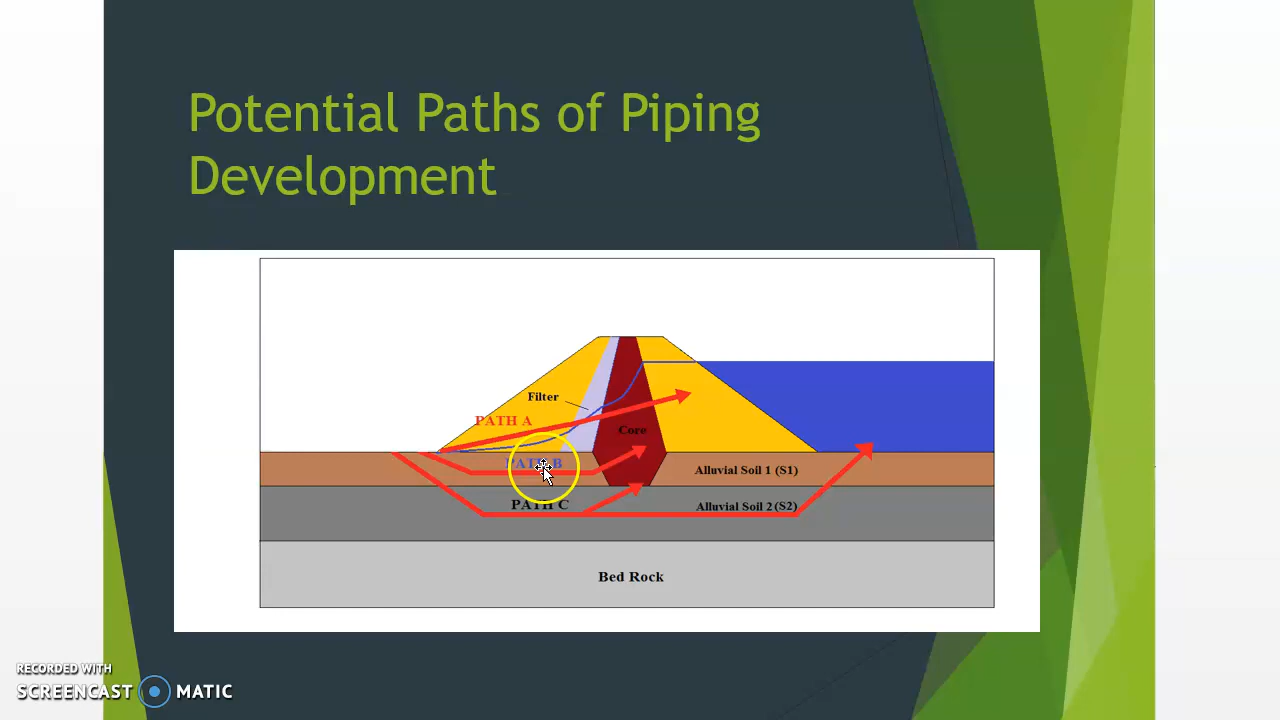 Potential Paths of Piping
Development
Filter
PATH A
Core
PATH B
Alluvial Soil 1 (S1)
PATH C
Alluvial Soil 2 (S2)
Bed Rock
RECORDED WITH
SCREENCAST MATIC